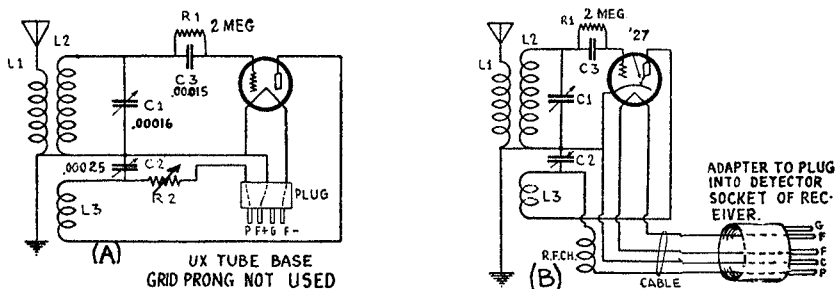 R1
2 MEG
L1
L2
C3
.00015
C1
.00016
.00025
C2
R2
L3
PLUG
P F+ G F-
(A)
UX TUBE BASE
GRID PRONG NOT USED
R1
2 MEG.
'27
L1
L2
C3
C1
C2
L3
R.F.CH.
(B)
CABLE
ADAPTER TO PLUG
INTO DETECTOR
SOCKET OF REC-
EIVER.
G
F
F
C
P